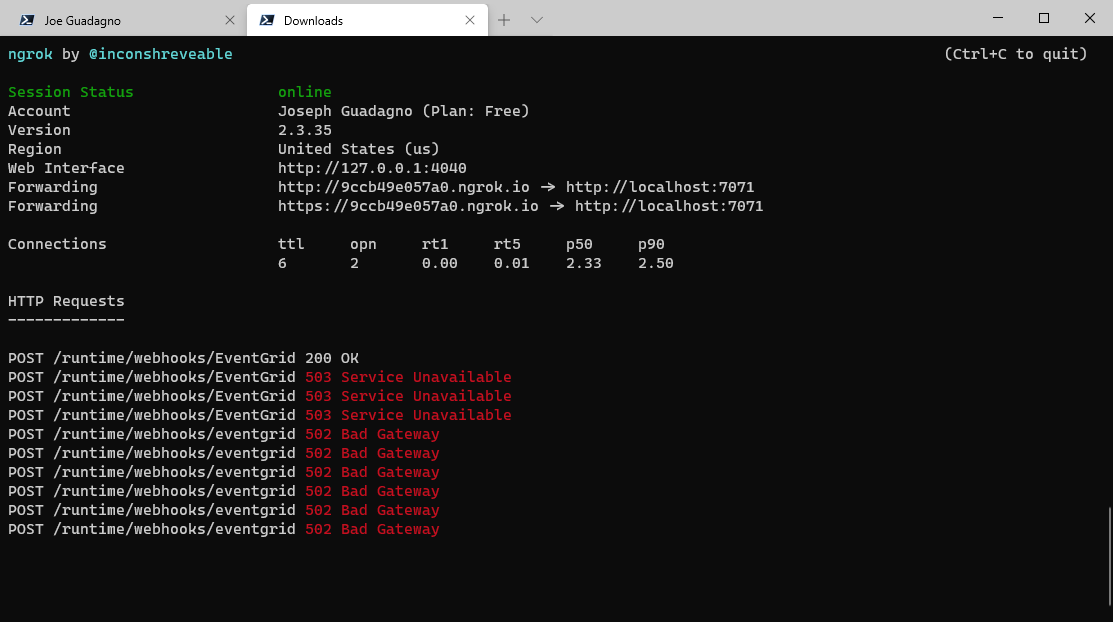 Joe Guadagno
Downloads
ngrok by @inconshreveable (Ctrl+C to quit)
Session Status online
Account Joseph Guadagno (Plan: Free)
Version 2.3.35
Region United States (us)
Web Interface http://127.0.0.1:4040
Forwarding http://9ccb49e057a0.ngrok.io -> http://localhost:7071
Forwarding https://9ccb49e057a0.ngrok.io -> http://localhost:7071
Connections ttl opn rt1 rt5 p50 p90
6 2 0.00 0.01 2.33 2.50
HTTP Requests
-------------
POST /runtime/webhooks/EventGrid 200 OK
POST /runtime/webhooks/EventGrid 503 Service Unavailable
POST /runtime/webhooks/EventGrid 503 Service Unavailable
POST /runtime/webhooks/EventGrid 503 Service Unavailable
POST /runtime/webhooks/eventgrid 502 Bad Gateway
POST /runtime/webhooks/eventgrid 502 Bad Gateway
POST /runtime/webhooks/eventgrid 502 Bad Gateway
POST /runtime/webhooks/eventgrid 502 Bad Gateway
POST /runtime/webhooks/eventgrid 502 Bad Gateway
POST /runtime/webhooks/eventgrid 502 Bad Gateway